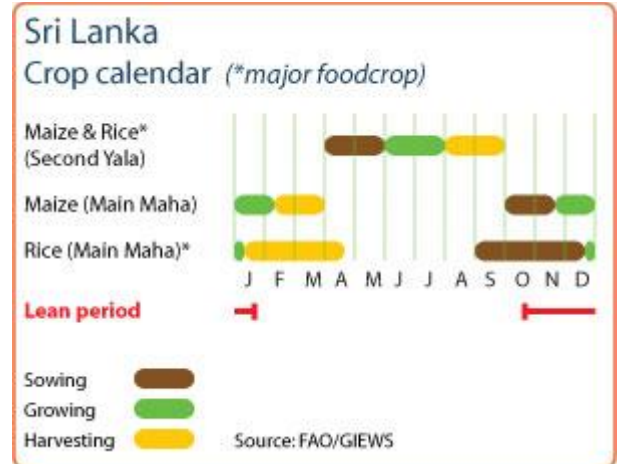 Sri Lanka
Crop calendar (*major foodcrop)
Maize & Rice*
(Second Yala)
Maize (Main Maha)
Rice (Main Maha)*
J F M A M J J A S O N D
Lean period
Sowing
Growing
Harvesting
Source: FAO/GIEWS